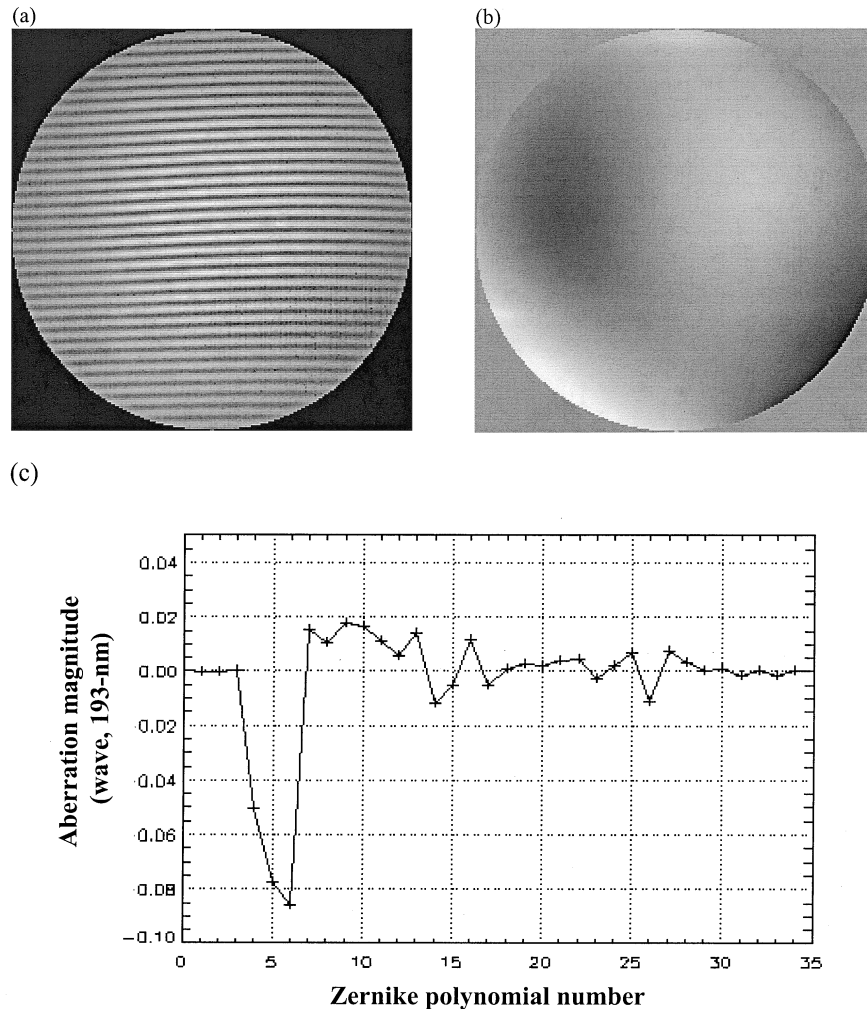 (a)
(b)
(c)
0.04
0.02
0.00
0.02
0.04
0.06
0.08
−0.10
0
5
10
15
20
25
30
35
Aberration magnitude
(wave, 193-nm)
Zernike polynomial number